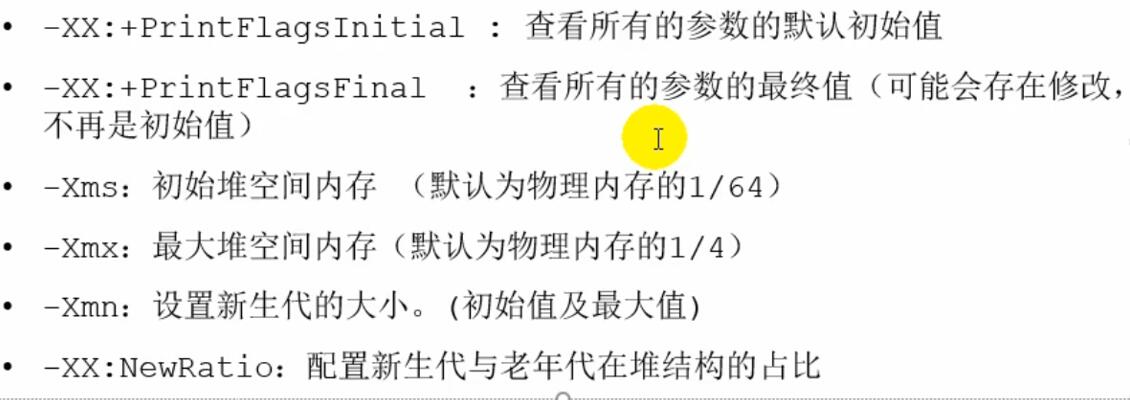 • -XX:+PrintFlagsInitial : 查看所有的参数的默认初始值
• -XX:+PrintFlagsFinal ：查看所有的参数的最终值（可能会存在修改，
不再是初始值）
• -Xms：初始堆空间内存 （默认为物理内存的1/64）
• -Xmx：最大堆空间内存（默认为物理内存的1/4）
• -Xmn：设置新生代的大小。(初始值及最大值)
• -XX:NewRatio：配置新生代与老年代在堆结构的占比